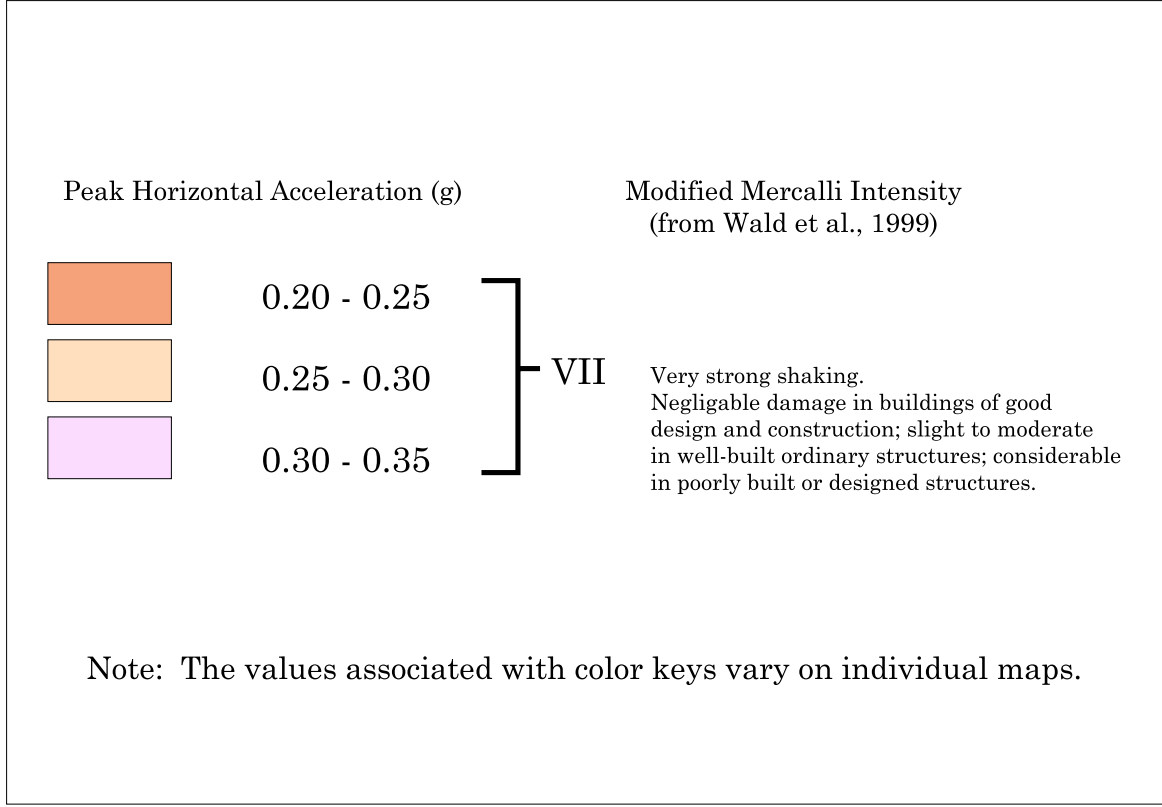 Peak Horizontal Acceleration (g)
Modified Mercalli Intensity
(from Wald et al., 1999)
0.20 - 0.25
0.25 - 0.30
0.30 - 0.35
VII
Very strong shaking.
Negligable damage in buildings of good
design and construction; slight to moderate
in well-built ordinary structures; considerable
in poorly built or designed structures.
Note:  The values associated with color keys vary on individual maps.